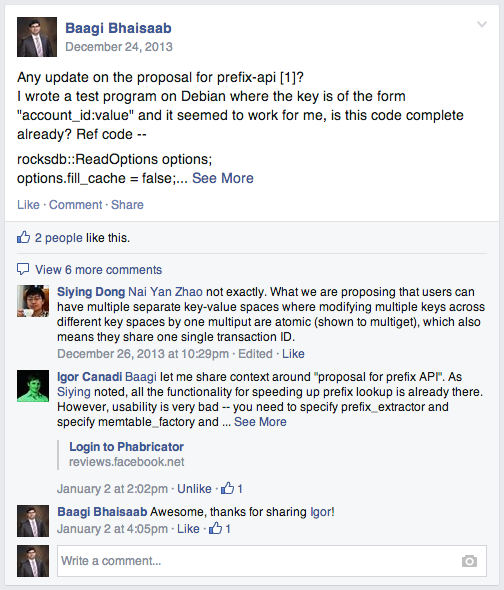 Baagi Bhaisaab
December 24, 2013
Any update on the proposal for prefix-api [1]?
I wrote a test program on Debian where the key is of the form
"account_id:value" and it seemed to work for me, is this code complete
already? Ref code --
rocksdb::ReadOptions options;
options.fill_cache = false;... See More
Like · Comment · Share
2 people like this.
View 6 more comments
Siying Dong Nai Yan Zhao not exactly. What we are proposing that users can
have multiple separate key-value spaces where modifying multiple keys across
different key spaces by one multiput are atomic (shown to multiget), which also
means they share one single transaction ID.
December 26, 2013 at 10:29pm · Edited · Like
Igor Canadi Baagi let me share context around "proposal for prefix API". As
Siying noted, all the functionality for speeding up prefix lookup is already there.
However, usability is very bad -- you need to specify prefix_extractor and
specify memtable_factory and ... See More
Login to Phabricator
reviews.facebook.net
January 2 at 2:02pm · Unlike · 1
Baagi Bhaisaab Awesome, thanks for sharing Igor!
January 2 at 4:05pm · Like · 1
Write a comment...